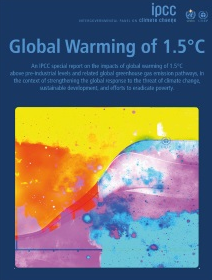 ipcc
INTERGOVERNMENTAL PANEL ON climate change
Global Warming of 1.5°C
An IPCC special report on the impacts of global warming of 1.5°C
above pre-industrial levels and related global greenhouse gas emission pathways, in
the context of strengthening the global response to the threat of climate change,
sustainable development, and efforts to eradicate poverty.